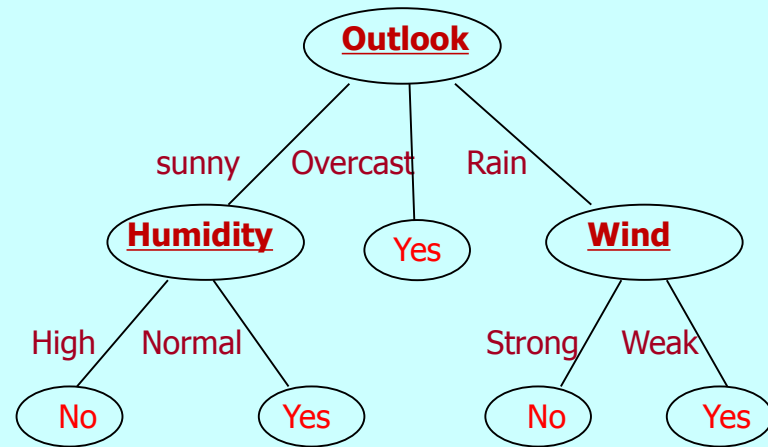 Outlook
sunny Overcast Rain
Humidity Yes Wind
High Normal Strong Weak
No Yes No Yes